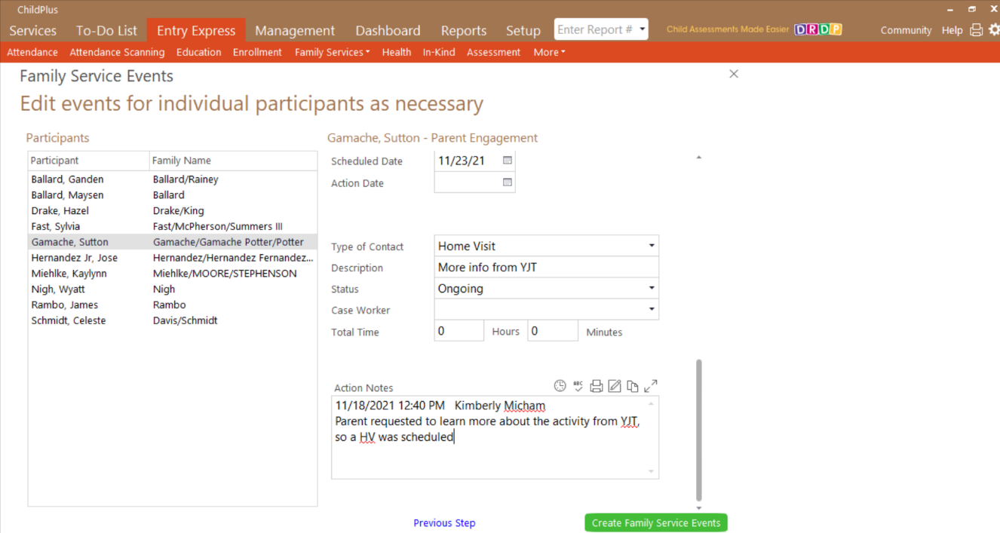 ChildPlus
Services To-Do List Entry Express Management Dashboard Reports Setup Enter Report # Child Assessments Made Easier DRDP Community Help
Attendance Attendance Scanning Education Enrollment Family Services Health In-Kind Assessment More
Family Service Events
Edit events for individual participants as necessary
Participants
Participant Family Name
Ballard, Ganden Ballard/Rainey
Ballard, Maysen Ballard
Drake, Hazel Drake/King
Fast, Sylvia Fast/McPherson/Summers III
Gamache, Sutton Gamache/Gamache Potter/Potter
Hernandez Jr, Jose Hernandez/Hernandez Fernandez...
Miehlke, Kaylynn Miehlke/MOORE/STEPHENSON
Nigh, Wyatt Nigh
Rambo, James Rambo
Schmidt, Celeste Davis/Schmidt
Gamache, Sutton - Parent Engagement
Scheduled Date 11/23/21
Action Date
Type of Contact Home Visit
Description More info from YJT
Status Ongoing
Case Worker
Total Time 0 Hours 0 Minutes
Action Notes ABC
11/18/2021 12:40 PM Kimberly Micham
Parent requested to learn more about the activity from YJT,
so a HV was scheduled
Previous Step Create Family Service Events